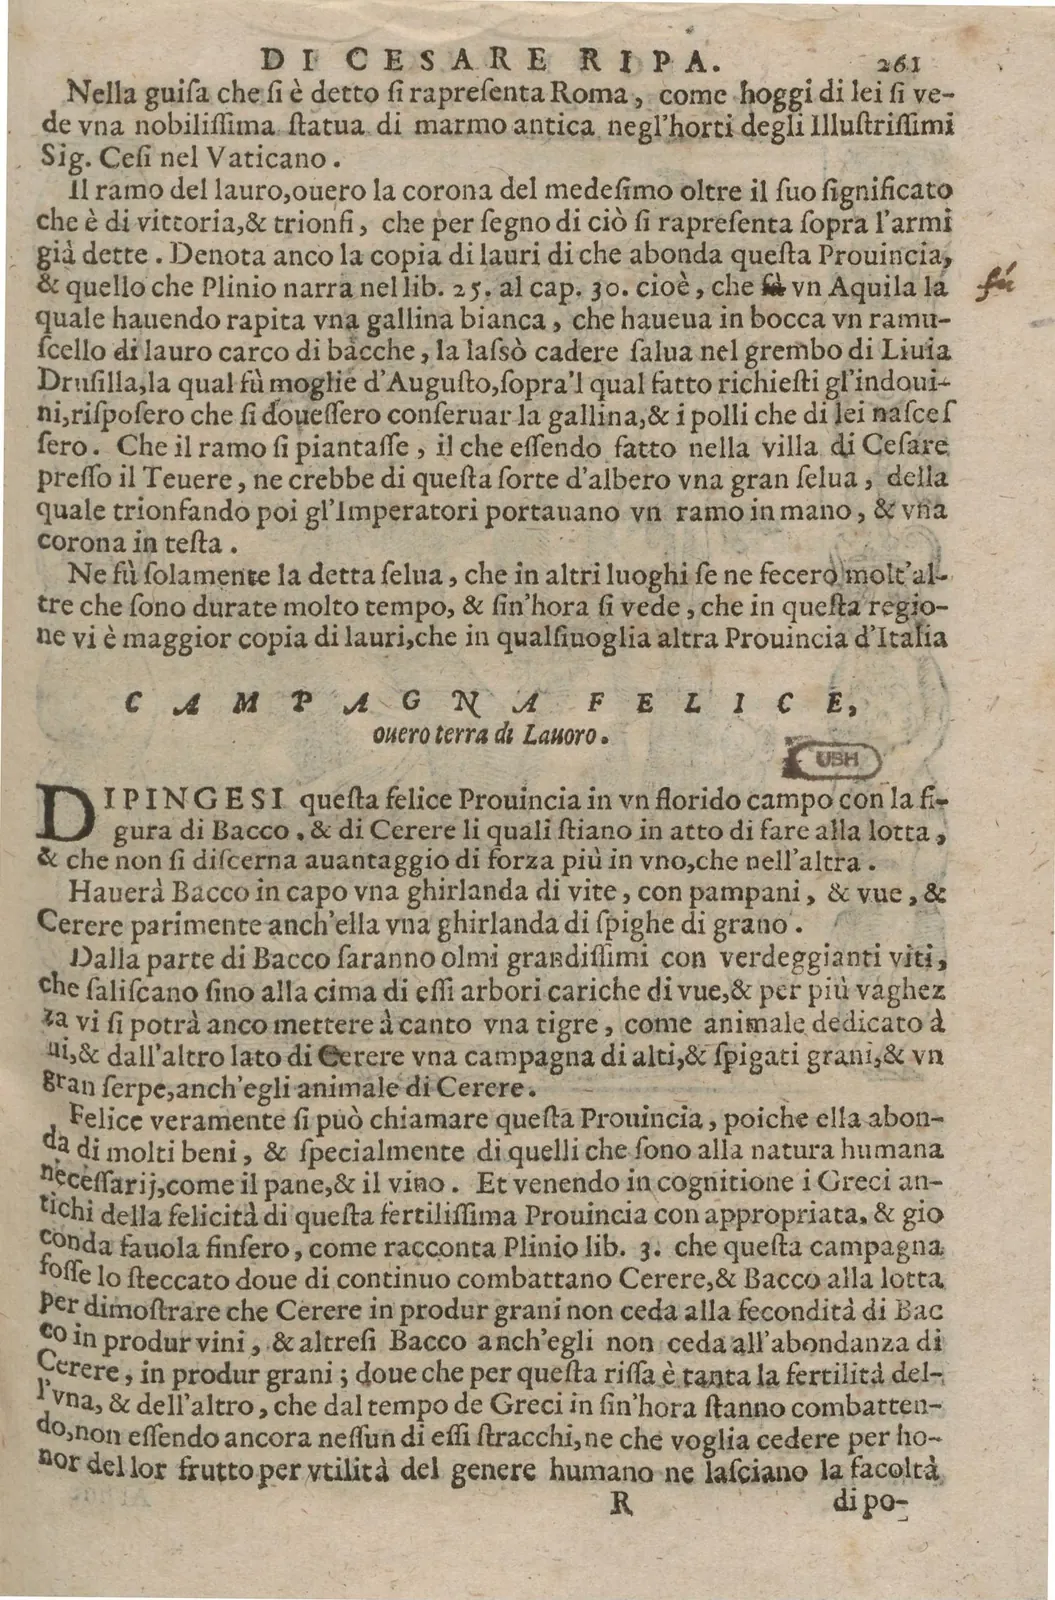 DI CESARE RIPA. 261
Nella guiſa che ſi è detto ſi rapreſenta Roma, come hoggi di lei ſi ve-
de vna nobiliſſima ſtatua di marmo antica negl'horti degli Illuſtriſſimi
Sig. Ceſi nel Vaticano.
Il ramo del lauro,ouero la corona del medeſimo oltre il ſuo ſignificato
che è di vittoria,& trionfi, che per ſegno di ciò ſi rapreſenta ſopra l'armi
già dette. Denota anco la copia di lauri di che abonda queſta Prouincia,
& quello che Plinio narra nel lib. 25. al cap. 30. cioè, che ſà vn Aquila la fù
quale hauendo rapita vna gallina bianca, che haueua in bocca vn ramu-
ſcello di lauro carco di bacche, la laſsò cadere ſalua nel grembo di Liuia
Druſilla,la qual fù moglie d'Auguſto,ſopra'l qual fatto richieſti gl'indoui-
ni,riſpoſero che ſi doueſſero conſeruar la gallina,& i polli che di lei naſceſ
ſero. Che il ramo ſi piantaſſe, il che eſſendo fatto nella villa di Ceſare
preſſo il Teuere, ne crebbe di queſta ſorte d'albero vna gran ſelua, della
quale trionfando poi gl'Imperatori portauano vn ramo in mano, & vna
corona in teſta.
Ne fù ſolamente la detta ſelua, che in altri luoghi ſe ne fecero molt'al-
tre che ſono durate molto tempo, & ſin'hora ſi vede, che in queſta regio-
ne vi è maggior copia di lauri,che in qualſiuoglia altra Prouincia d'Italia
CAMPAGNA FELICE,
ouero terra di Lauoro.
UBH
DIPINGESI queſta felice Prouincia in vn florido campo con la fi-
gura di Bacco, & di Cerere li quali ſtiano in atto di fare alla lotta,
& che non ſi diſcerna auantaggio di forza più in vno,che nell'altra.
Hauerà Bacco in capo vna ghirlanda di vite, con pampani, & vue, &
Cerere parimente anch'ella vna ghirlanda di ſpighe di grano.
Dalla parte di Bacco ſaranno olmi grandiſſimi con verdeggianti viti,
che ſaliſcano ſino alla cima di eſſi arbori cariche di vue,& per più vaghez
za vi ſi potrà anco mettere à canto vna tigre, come animale dedicato à
ui,& dall'altro lato di Cerere vna campagna di alti,& ſpigati grani,& vn
gran ſerpe,anch'egli animale di Cerere.
Felice veramente ſi può chiamare queſta Prouincia, poiche ella abon-
da di molti beni, & ſpecialmente di quelli che ſono alla natura humana
neceſſarij,come il pane,& il vino. Et venendo in cognitione i Greci an-
tichi della felicità di queſta fertiliſſima Prouincia con appropriata, & gio
conda fauola finſero, come racconta Plinio lib. 3. che queſta campagna
foſſe lo ſteccato doue di continuo combattano Cerere,& Bacco alla lotta
per dimoſtrare che Cerere in produr grani non ceda alla fecondità di Bac
co in produr vini, & altreſi Bacco anch'egli non ceda all'abondanza di
Cerere, in produr grani; doue che per queſta riſſa è tanta la fertilità del-
l'vna, & dell'altro, che dal tempo de Greci in ſin'hora ſtanno combatten-
do,non eſſendo ancora neſſun di eſſi ſtracchi,ne che voglia cedere per ho-
nor del lor frutto per vtilità del genere humano ne laſciano la facoltà
R di po-